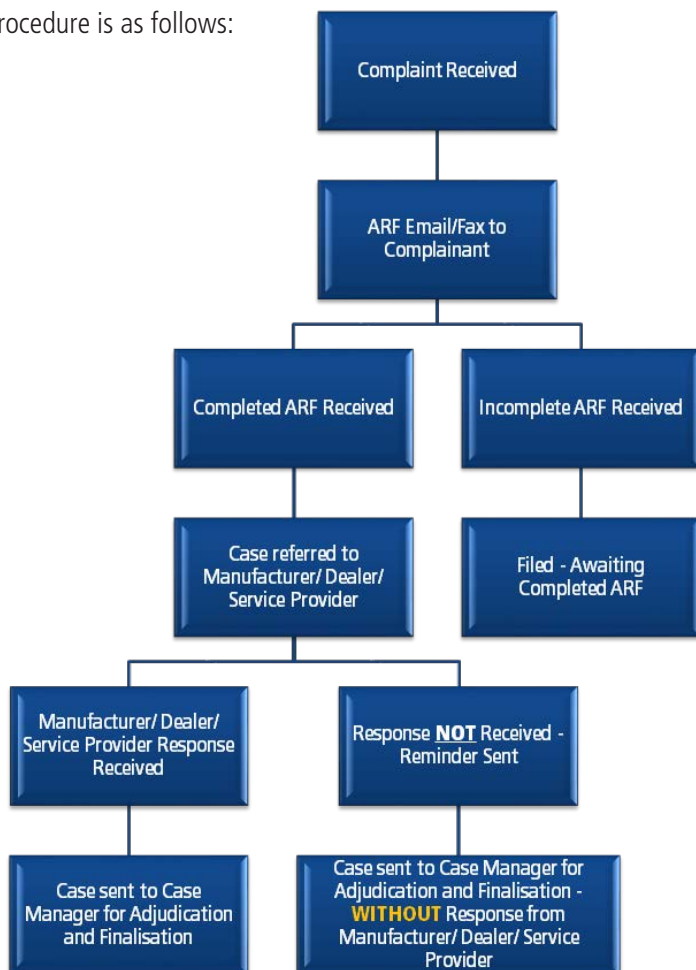 rocedure is as follows:
Complaint Received
ARF Email/Fax to
Complainant
Completed ARF Received
Incomplete ARF Received
Case referred to
Manufacturer/ Dealer/
Service Provider
Filed - Awaiting
Completed ARF
Manufacturer/ Dealer/
Service Provider Response
Received
Response NOT Received -
Reminder Sent
Case sent to Case
Manager for Adjudication
and Finalisation
Case sent to Case Manager for
Adjudication and Finalisation -
WITHOUT Response from
Manufacturer/ Dealer/ Service
Provider